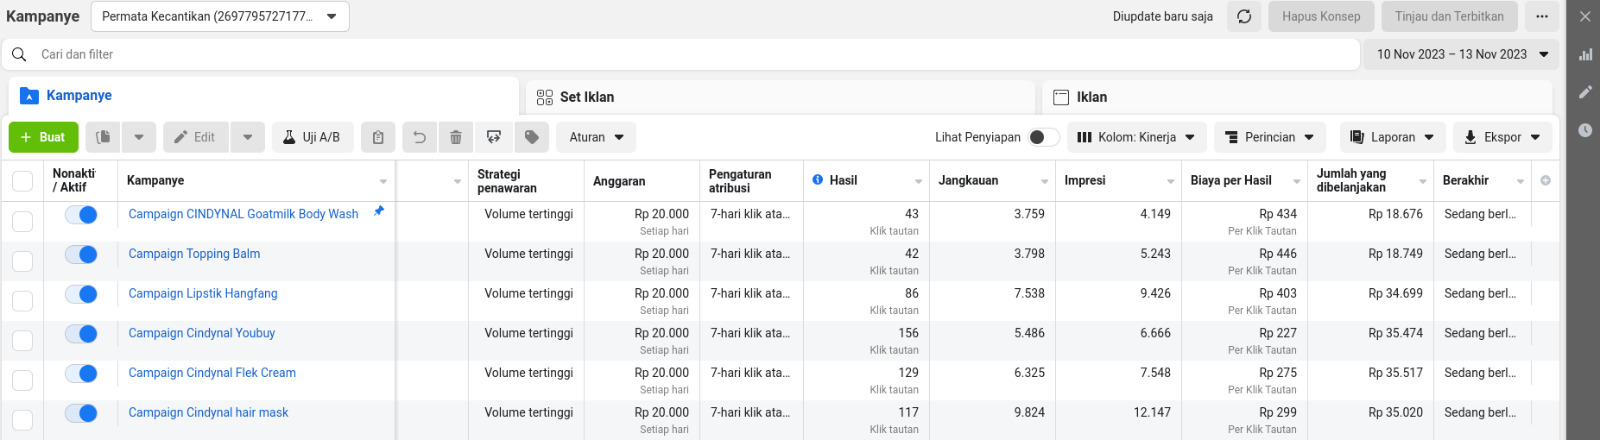 Kampanye
Permata Kecantikan (2697795727177...
Diupdate baru saja
Hapus Konsep
Tinjau dan Terbitkan
Cari dan filter
10 Nov 2023 – 13 Nov 2023
Kampanye
Set Iklan
Iklan
+ Buat
Edit
Uji A/B
Aturan
Lihat Penyiapan
Kolom: Kinerja
Perincian
Laporan
Ekspor
Nonakti
/ Aktif
Kampanye
Strategi
penawaran
Anggaran
Pengaturan
atribusi
Hasil
Jangkauan
Impresi
Biaya per Hasil
Jumlah yang
dibelanjakan
Berakhir
Campaign CINDYNAL Goatmilk Body Wash Volume tertinggi Rp 20.000 7-hari klik ata... 43 3.759 4.149 Rp 434 Rp 18.676 Sedang berl...
Setiap hari Klik tautan Per Klik Tautan
Campaign Topping Balm Volume tertinggi Rp 20.000 7-hari klik ata... 42 3.798 5.243 Rp 446 Rp 18.749 Sedang berl...
Setiap hari Klik tautan Per Klik Tautan
Campaign Lipstik Hangfang Volume tertinggi Rp 20.000 7-hari klik ata... 86 7.538 9.426 Rp 403 Rp 34.699 Sedang berl...
Setiap hari Klik tautan Per Klik Tautan
Campaign Cindynal Youbuy Volume tertinggi Rp 20.000 7-hari klik ata... 156 5.486 6.666 Rp 227 Rp 35.474 Sedang berl...
Setiap hari Klik tautan Per Klik Tautan
Campaign Cindynal Flek Cream Volume tertinggi Rp 20.000 7-hari klik ata... 129 6.325 7.548 Rp 275 Rp 35.517 Sedang berl...
Setiap hari Klik tautan Per Klik Tautan
Campaign Cindynal hair mask Volume tertinggi Rp 20.000 7-hari klik ata... 117 9.824 12.147 Rp 299 Rp 35.020 Sedang berl...
Setiap hari Klik tautan Per Klik Tautan